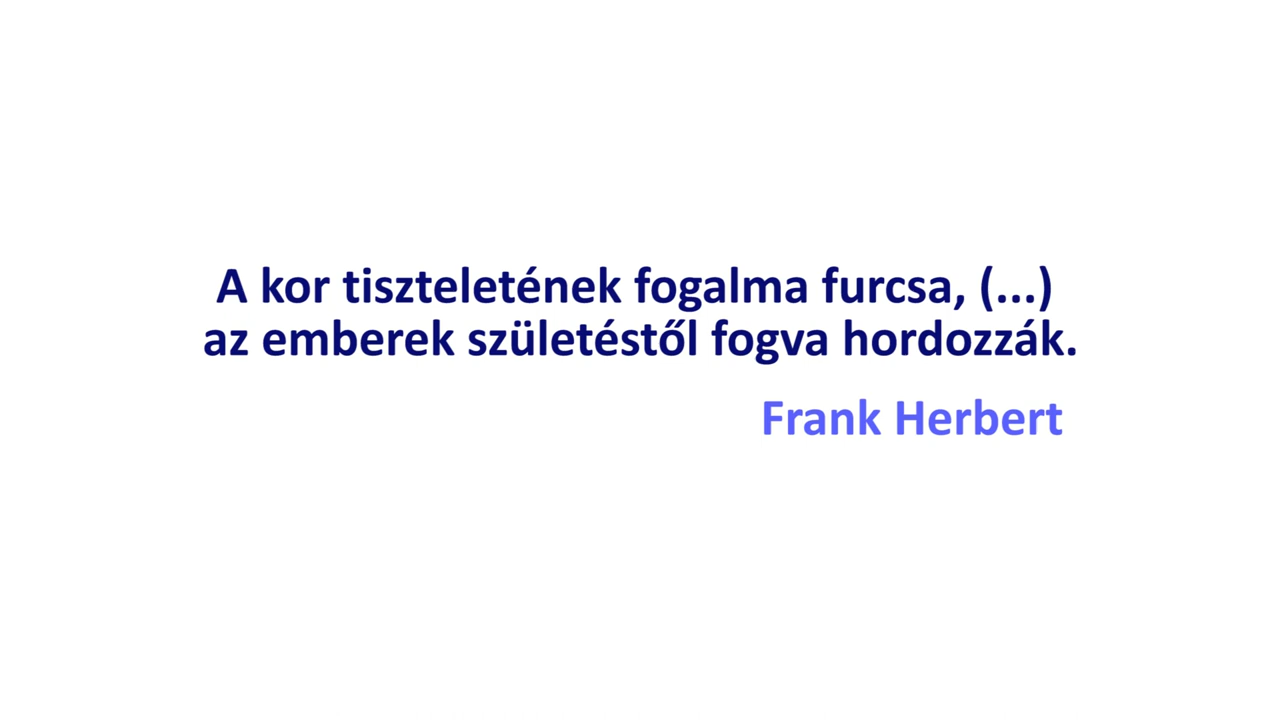 A kor tiszteletének fogalma furcsa, (...)
az emberek születéstől fogva hordozzák.
Frank Herbert